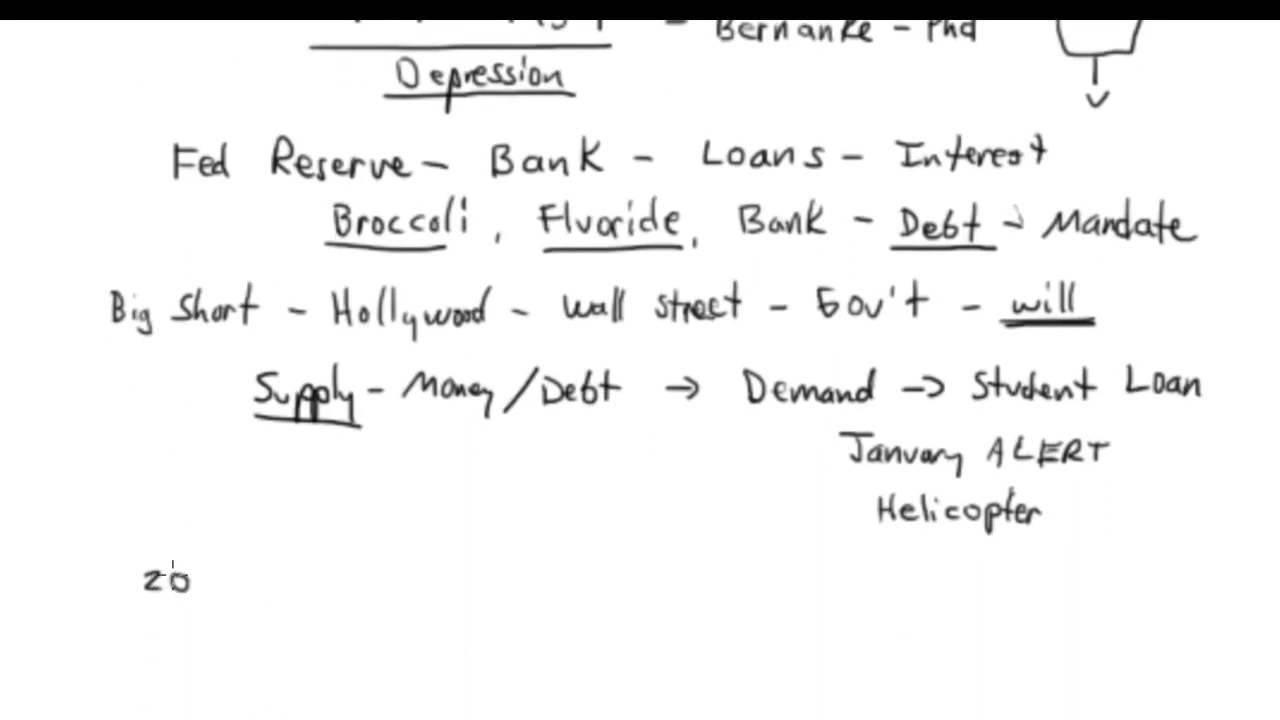 Bernanke - Phd
Depression
Fed Reserve - Bank - Loans - Interest
Broccoli, Fluoride, Bank - Debt -> Mandate
Big Short - Hollywood - Wall Street - Gov't - will
Supply - Money/Debt → Demand → Student Loan
January ALERT
Helicopter
20